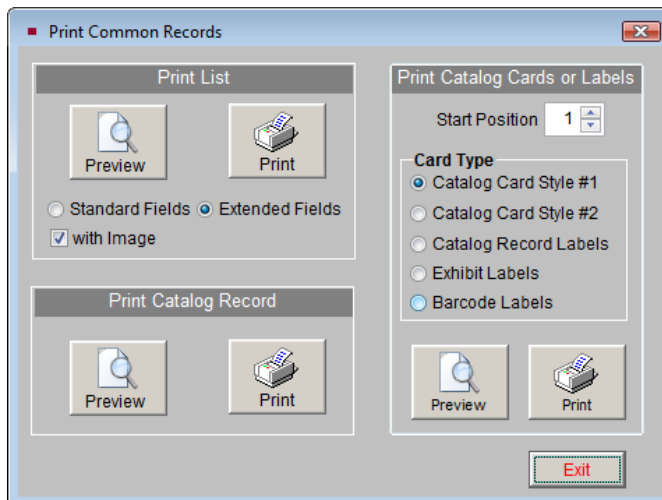 Print Common Records
Print List
Preview
Print
Standard Fields
Extended Fields
with Image
Print Catalog Record
Preview
Print
Print Catalog Cards or Labels
Start Position 1
Card Type
Catalog Card Style #1
Catalog Card Style #2
Catalog Record Labels
Exhibit Labels
Barcode Labels
Preview
Print
Exit